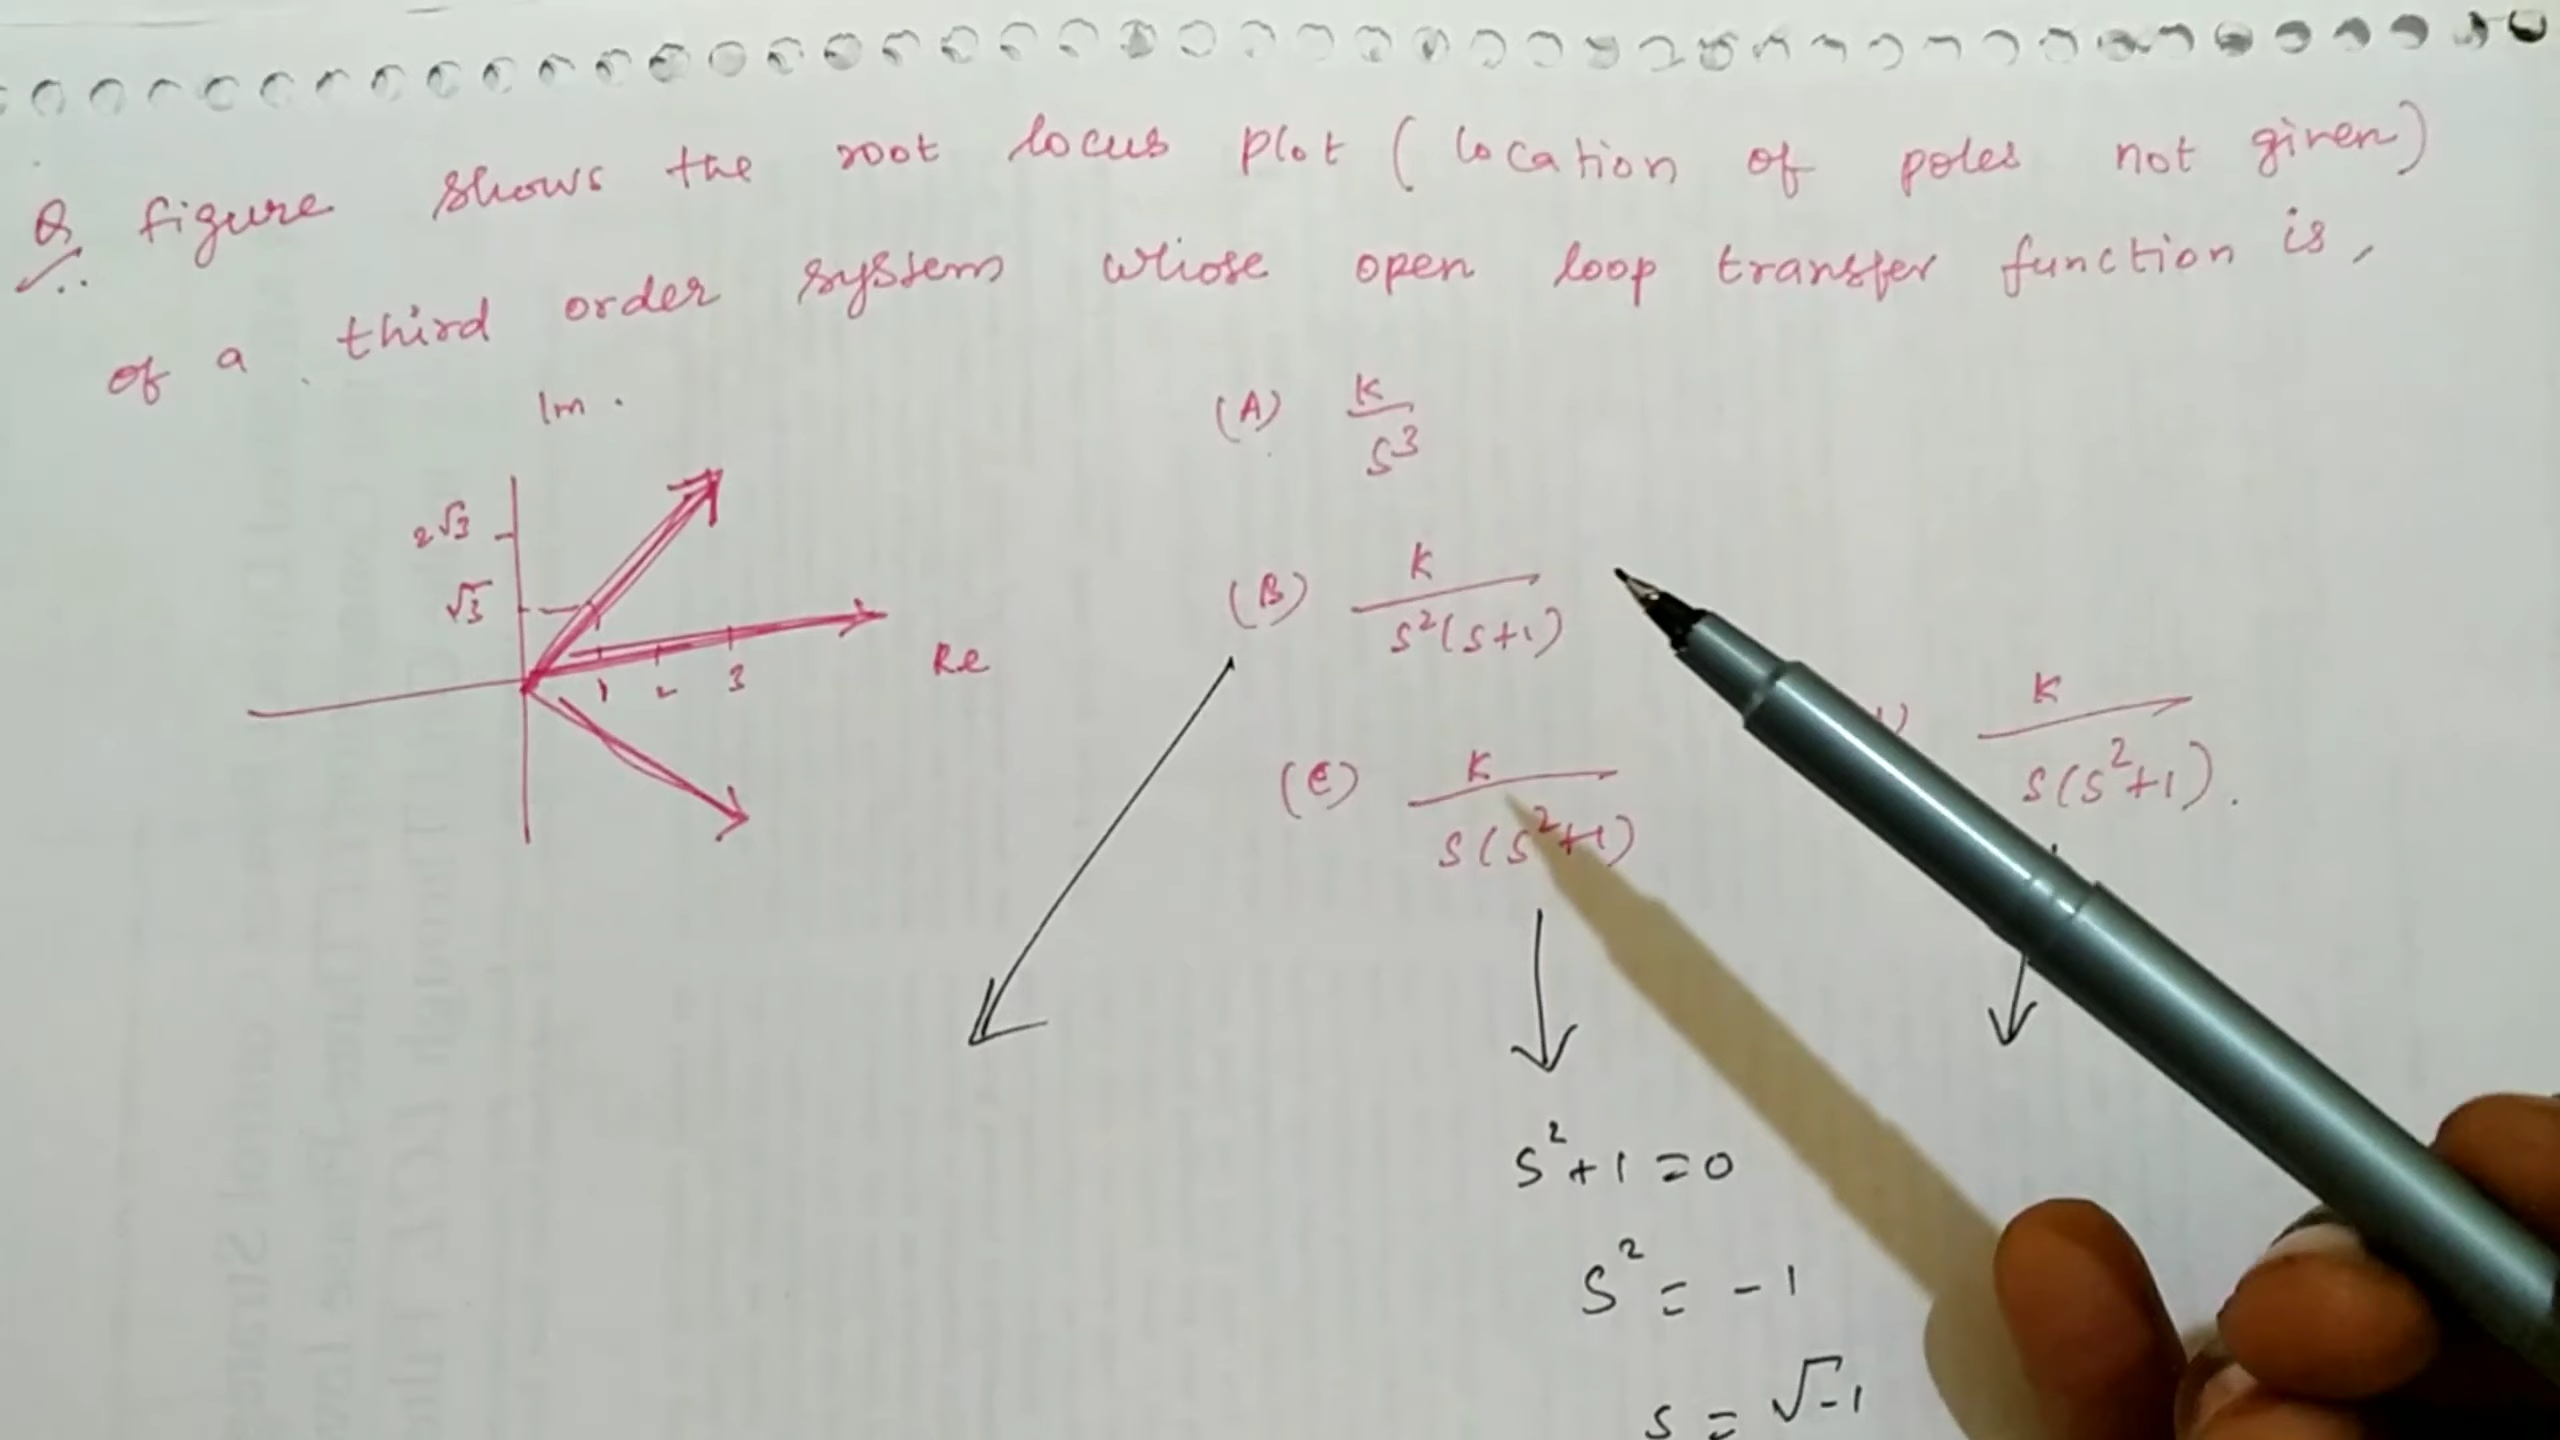 Q. figure shows the root locus plot (location of poles not given)
of a third order system whose open loop transfer function is,
Im.
2√3
√3
1 2 3
Re
(A) K
s³
(B) K
s²(s+1)
(C) K
s(s²+1)
K
s(s²+1).
s²+1=0
s² = -1
s = √-1